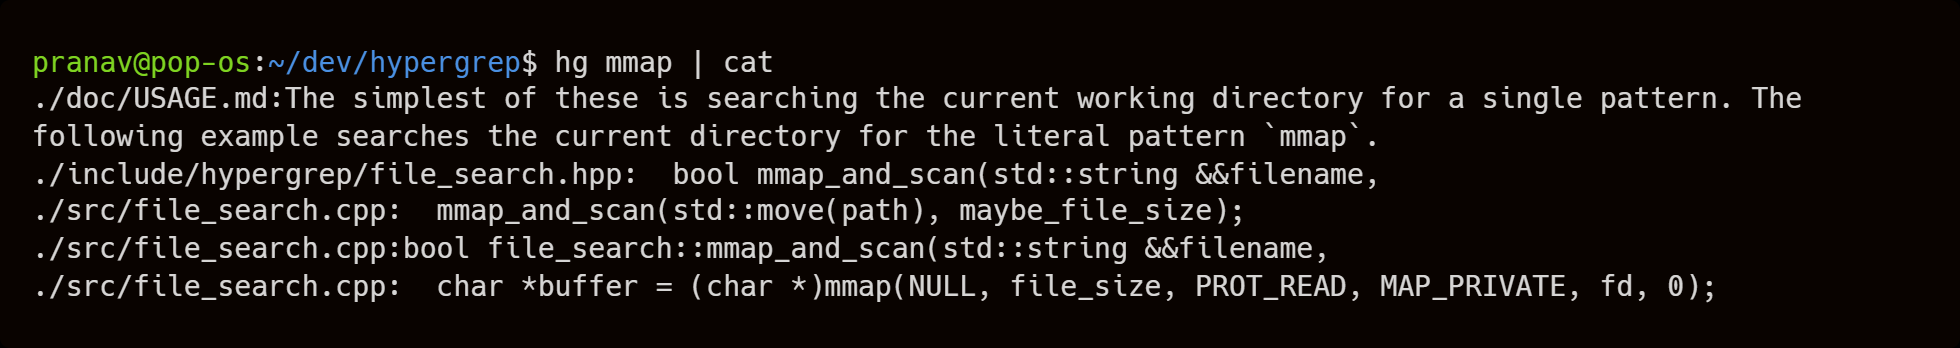 pranav@pop-os:~/dev/hypergrep$ hg mmap | cat
./doc/USAGE.md:The simplest of these is searching the current working directory for a single pattern. The
following example searches the current directory for the literal pattern `mmap`.
./include/hypergrep/file_search.hpp:  bool mmap_and_scan(std::string &&filename,
./src/file_search.cpp:  mmap_and_scan(std::move(path), maybe_file_size);
./src/file_search.cpp:bool file_search::mmap_and_scan(std::string &&filename,
./src/file_search.cpp:  char *buffer = (char *)mmap(NULL, file_size, PROT_READ, MAP_PRIVATE, fd, 0);